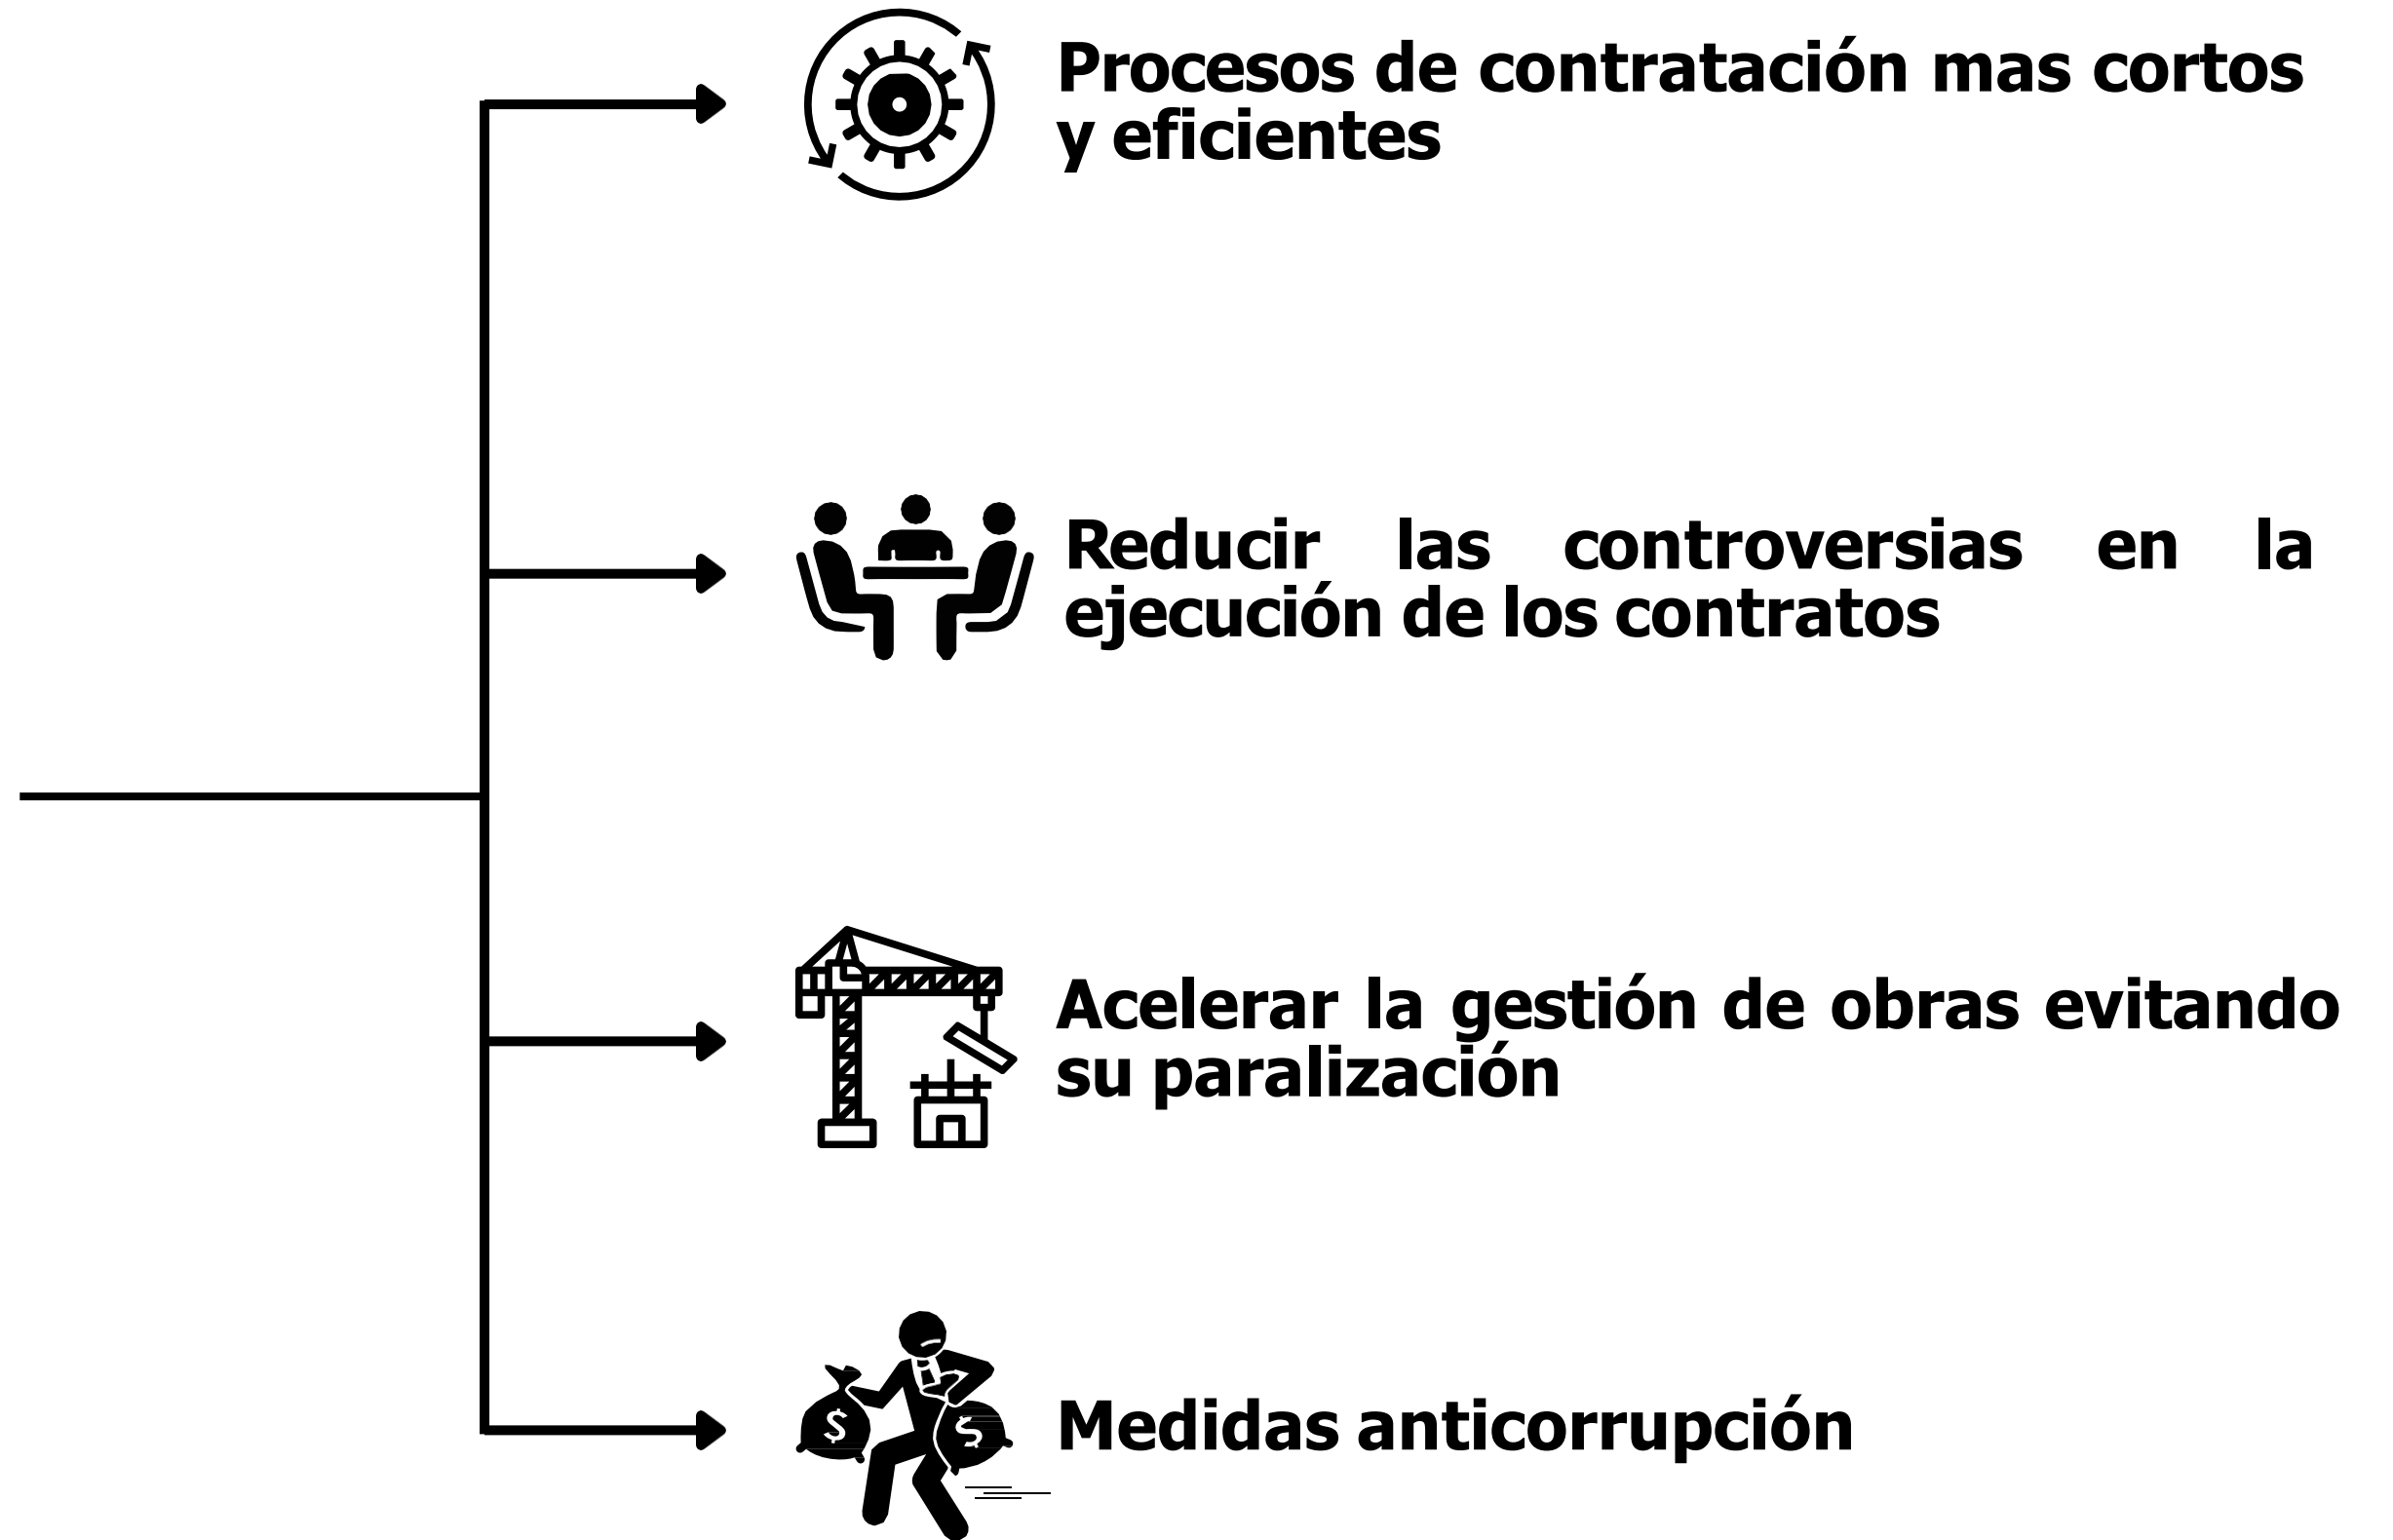 Procesos de contratación mas cortos
y eficientes
Reducir las controversias en la
ejecución de los contratos
Acelerar la gestión de obras evitando
su paralización
Medidas anticorrupción
$
$